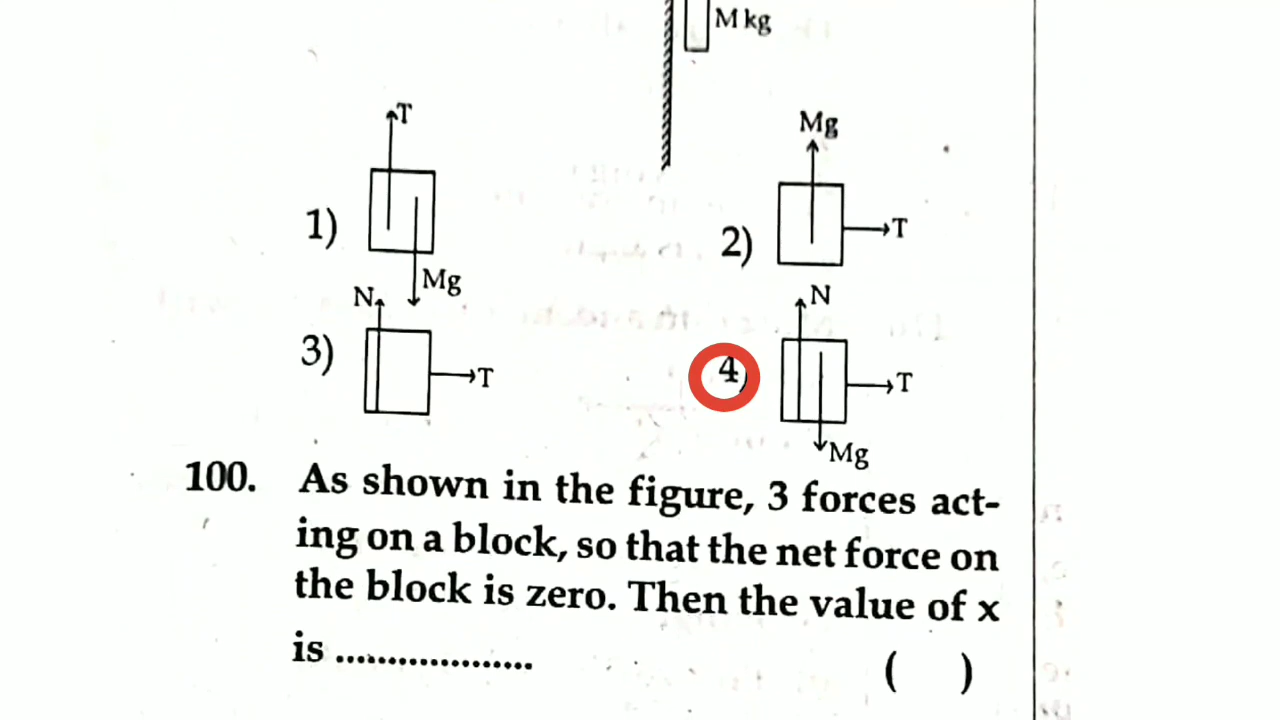 M kg
T
1)
Mg
Mg
2)
T
N
3)
T
N
4)
T
Mg
100. As shown in the figure, 3 forces act-
ing on a block, so that the net force on
the block is zero. Then the value of x
is ................... ( )